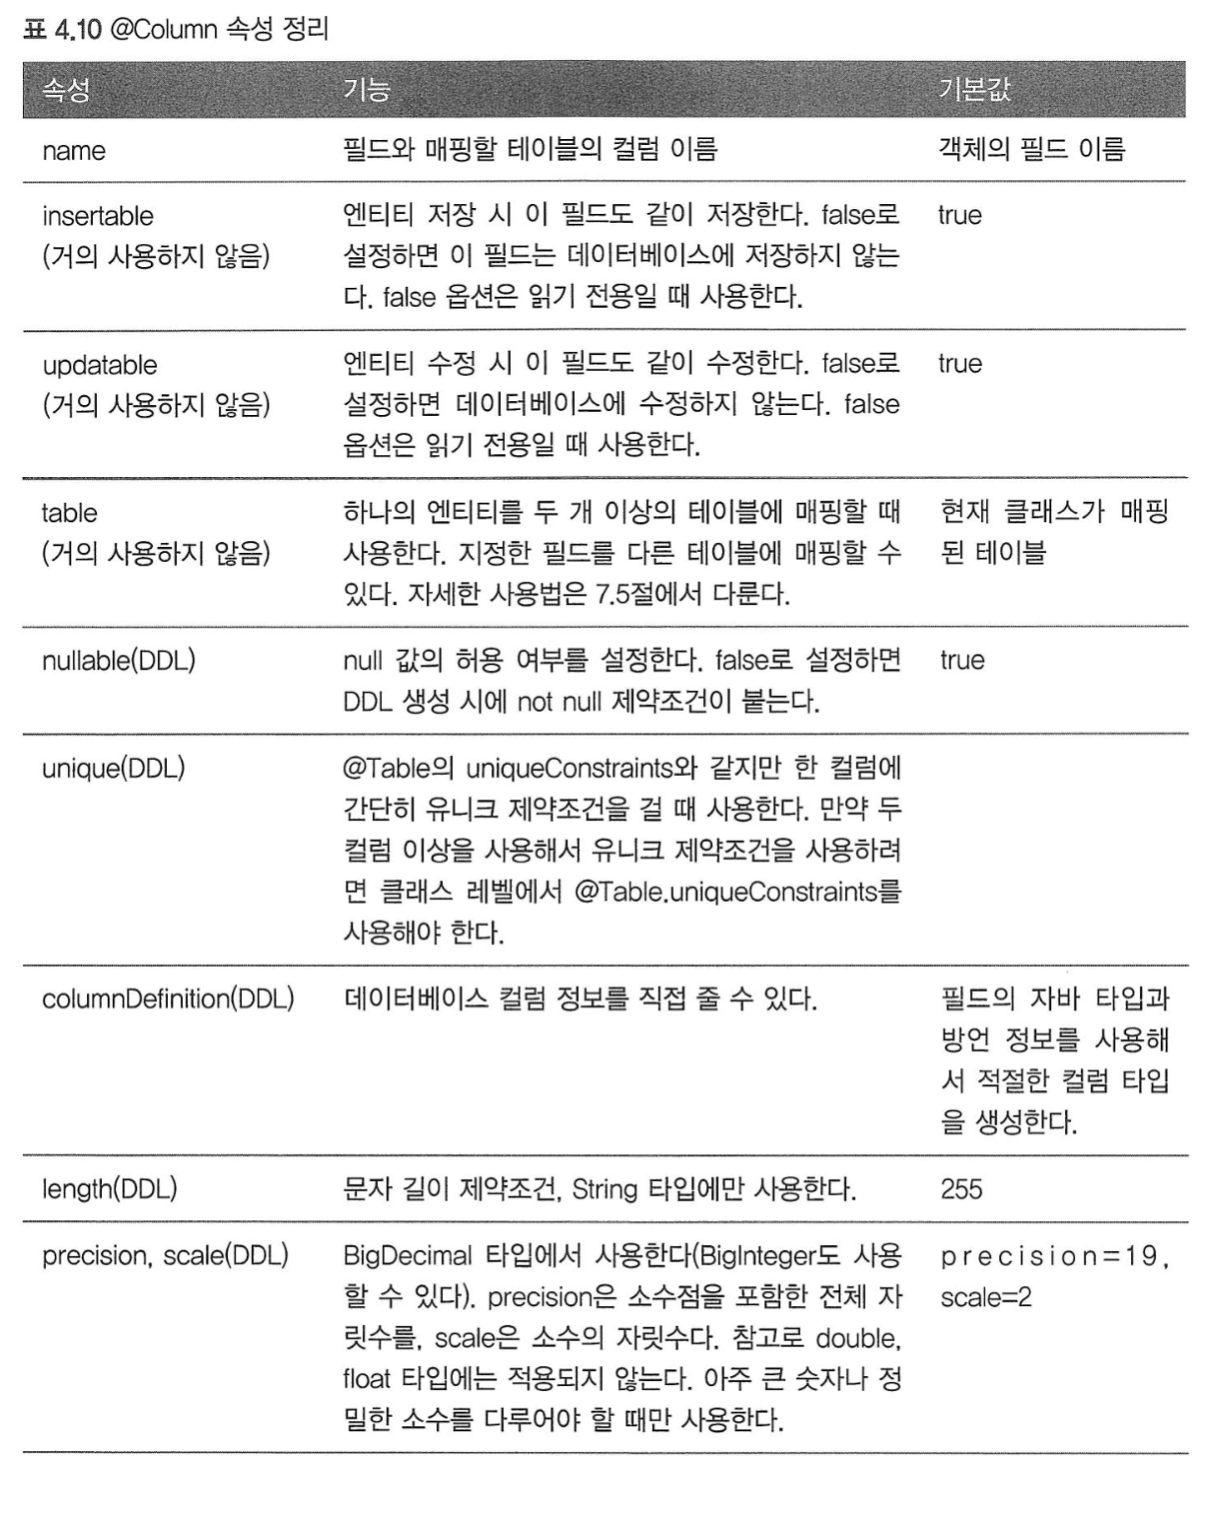 표 4.10 @Column 속성 정리
속성 기능 기본값
name 필드와 매핑할 테이블의 컬럼 이름 객체의 필드 이름
insertable 엔티티 저장 시 이 필드도 같이 저장한다. false로 true
(거의 사용하지 않음) 설정하면 이 필드는 데이터베이스에 저장하지 않는
다. false 옵션은 읽기 전용일 때 사용한다.
updatable 엔티티 수정 시 이 필드도 같이 수정한다. false로 true
(거의 사용하지 않음) 설정하면 데이터베이스에 수정하지 않는다. false
옵션은 읽기 전용일 때 사용한다.
table 하나의 엔티티를 두 개 이상의 테이블에 매핑할 때 현재 클래스가 매핑
(거의 사용하지 않음) 사용한다. 지정한 필드를 다른 테이블에 매핑할 수 된 테이블
있다. 자세한 사용법은 7.5절에서 다룬다.
nullable(DDL) null 값의 허용 여부를 설정한다. false로 설정하면 true
DDL 생성 시에 not null 제약조건이 붙는다.
unique(DDL) @Table의 uniqueConstraints와 같지만 한 컬럼에
간단히 유니크 제약조건을 걸 때 사용한다. 만약 두
컬럼 이상을 사용해서 유니크 제약조건을 사용하려
면 클래스 레벨에서 @Table.uniqueConstraints를
사용해야 한다.
columnDefinition(DDL) 데이터베이스 컬럼 정보를 직접 줄 수 있다. 필드의 자바 타입과
방언 정보를 사용해
서 적절한 컬럼 타입
을 생성한다.
length(DDL) 문자 길이 제약조건, String 타입에만 사용한다. 255
precision, scale(DDL) BigDecimal 타입에서 사용한다(BigInteger도 사용 precision=19,
할 수 있다). precision은 소수점을 포함한 전체 자 scale=2
릿수를, scale은 소수의 자릿수다. 참고로 double,
float 타입에는 적용되지 않는다. 아주 큰 숫자나 정
밀한 소수를 다루어야 할 때만 사용한다.